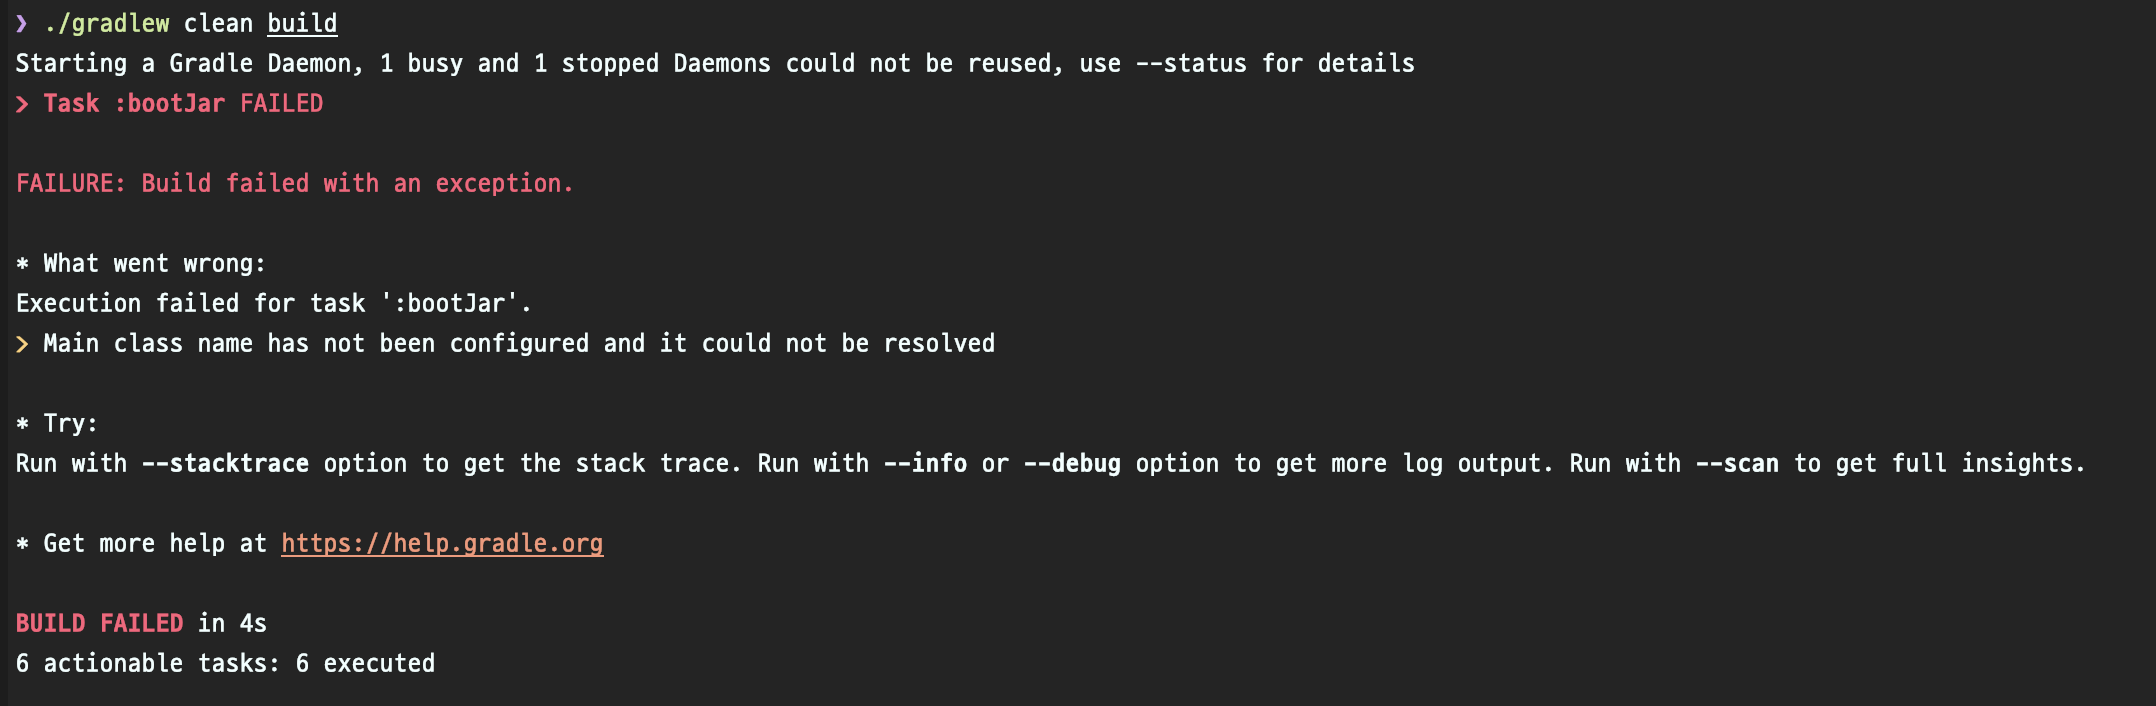 ❯ ./gradlew clean build
Starting a Gradle Daemon, 1 busy and 1 stopped Daemons could not be reused, use --status for details
> Task :bootJar FAILED
FAILURE: Build failed with an exception.
* What went wrong:
Execution failed for task ':bootJar'.
> Main class name has not been configured and it could not be resolved
* Try:
Run with --stacktrace option to get the stack trace. Run with --info or --debug option to get more log output. Run with --scan to get full insights.
* Get more help at https://help.gradle.org
BUILD FAILED in 4s
6 actionable tasks: 6 executed